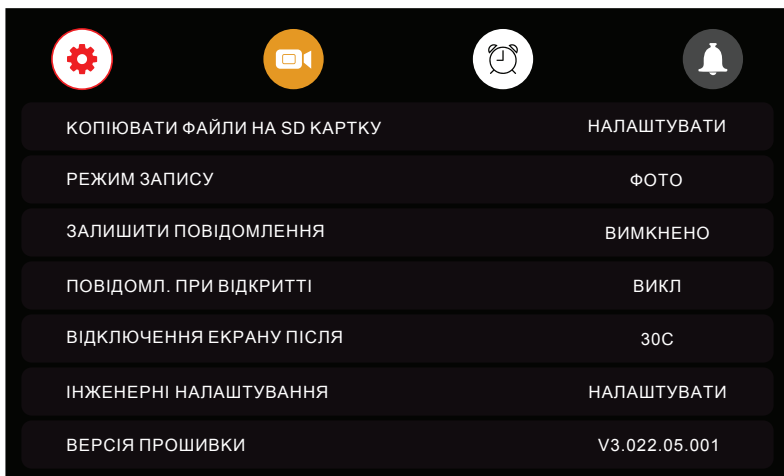 КОПІЮВАТИ ФАЙЛИ НА SD КАРТКУ НАЛАШТУВАТИ
РЕЖИМ ЗАПИСУ ФОТО
ЗАЛИШИТИ ПОВІДОМЛЕННЯ ВИМКНЕНО
ПОВІДОМЛ. ПРИ ВІДКРИТТІ ВИКЛ
ВІДКЛЮЧЕННЯ ЕКРАНУ ПІСЛЯ 30С
ІНЖЕНЕРНІ НАЛАШТУВАННЯ НАЛАШТУВАТИ
ВЕРСІЯ ПРОШИВКИ V3.022.05.001